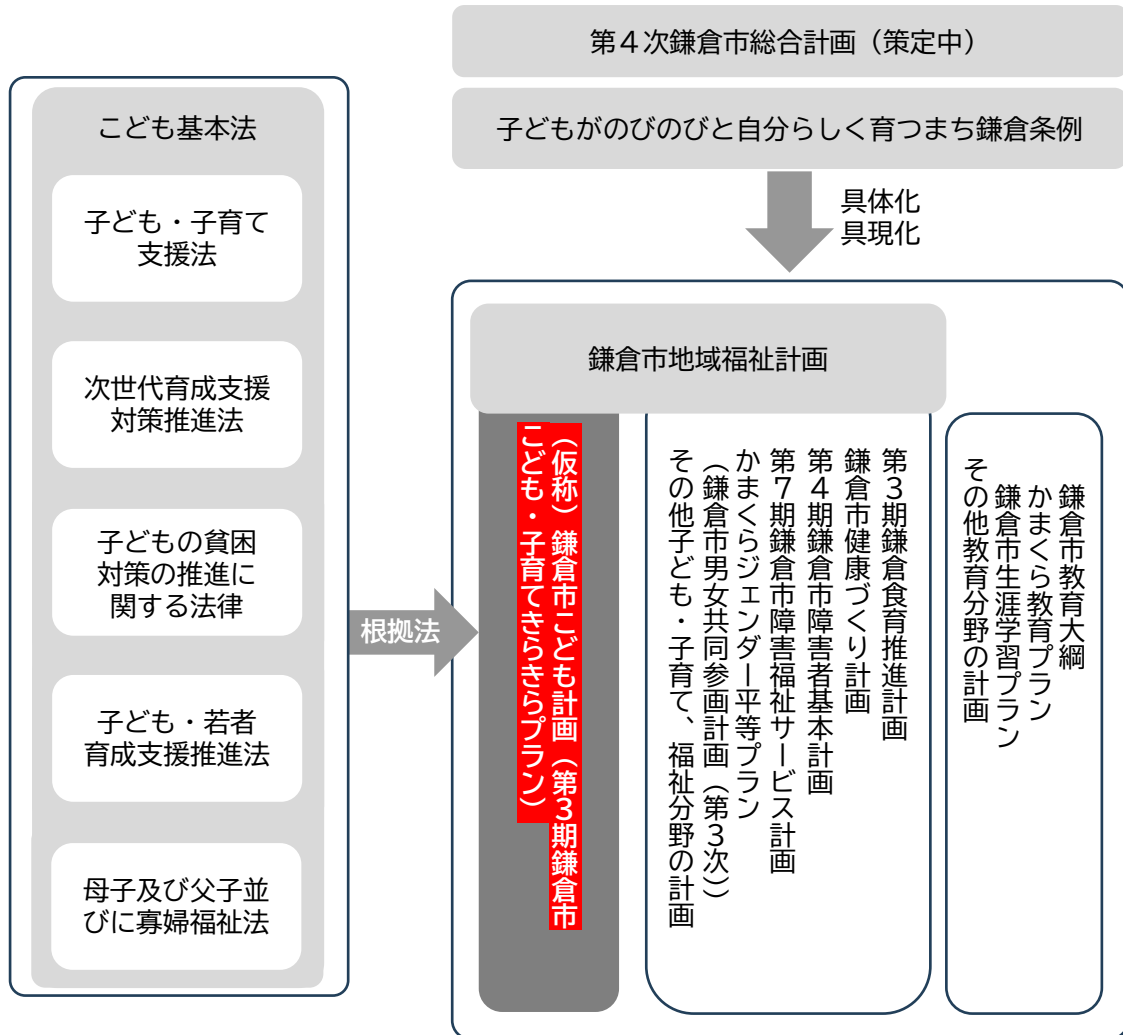 第４次鎌倉市総合計画（策定中）
子どもがのびのびと自分らしく育つまち鎌倉条例
具体化
具現化
こども基本法
子ども・子育て
支援法
次世代育成支援
対策推進法
子どもの貧困
対策の推進に
関する法律
子ども・若者
育成支援推進法
母子及び父子並
びに寡婦福祉法
根拠法
鎌倉市地域福祉計画
（仮称）鎌倉市こども計画（第３期鎌倉市
こども・子育てきらきらプラン）
第３期鎌倉食育推進計画
鎌倉市健康づくり計画
第４期鎌倉市障害者基本計画
第７期鎌倉市障害福祉サービス計画
かまくらジェンダー平等プラン
（鎌倉市男女共同参画計画（第３次））
その他子ども・子育て、福祉分野の計画
鎌倉市教育大綱
かまくら教育プラン
鎌倉市生涯学習プラン
その他教育分野の計画